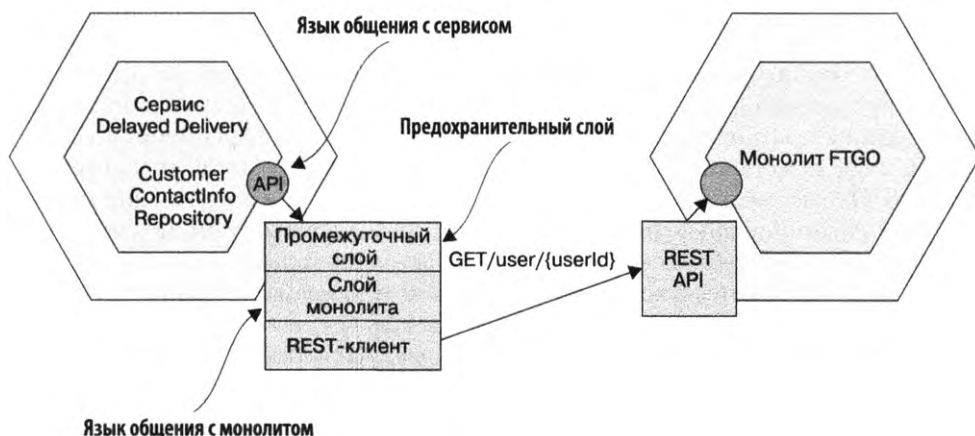 Язык общения с сервисом
Сервис
Delayed Delivery
Customer
ContactInfo
Repository
API
Предохранительный слой
Промежуточный
слой
Слой
монолита
REST-клиент
GET/user/{userId}
REST
API
Монолит FTGO
Язык общения с монолитом